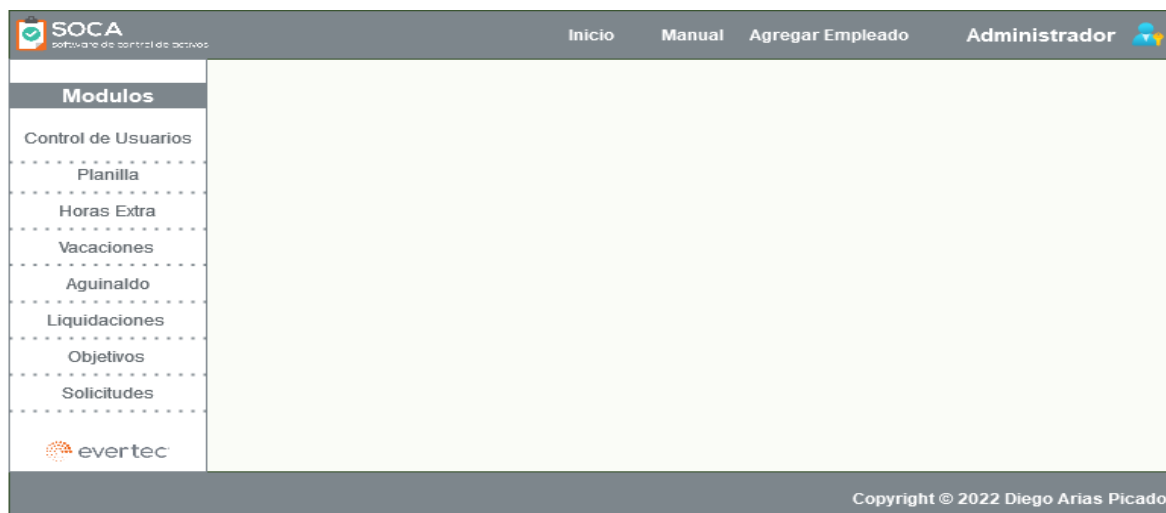 SOCA
software de control de activos
Inicio Manual Agregar Empleado Administrador
Modulos
Control de Usuarios
Planilla
Horas Extra
Vacaciones
Aguinaldo
Liquidaciones
Objetivos
Solicitudes
evertec
Copyright © 2022 Diego Arias Picado